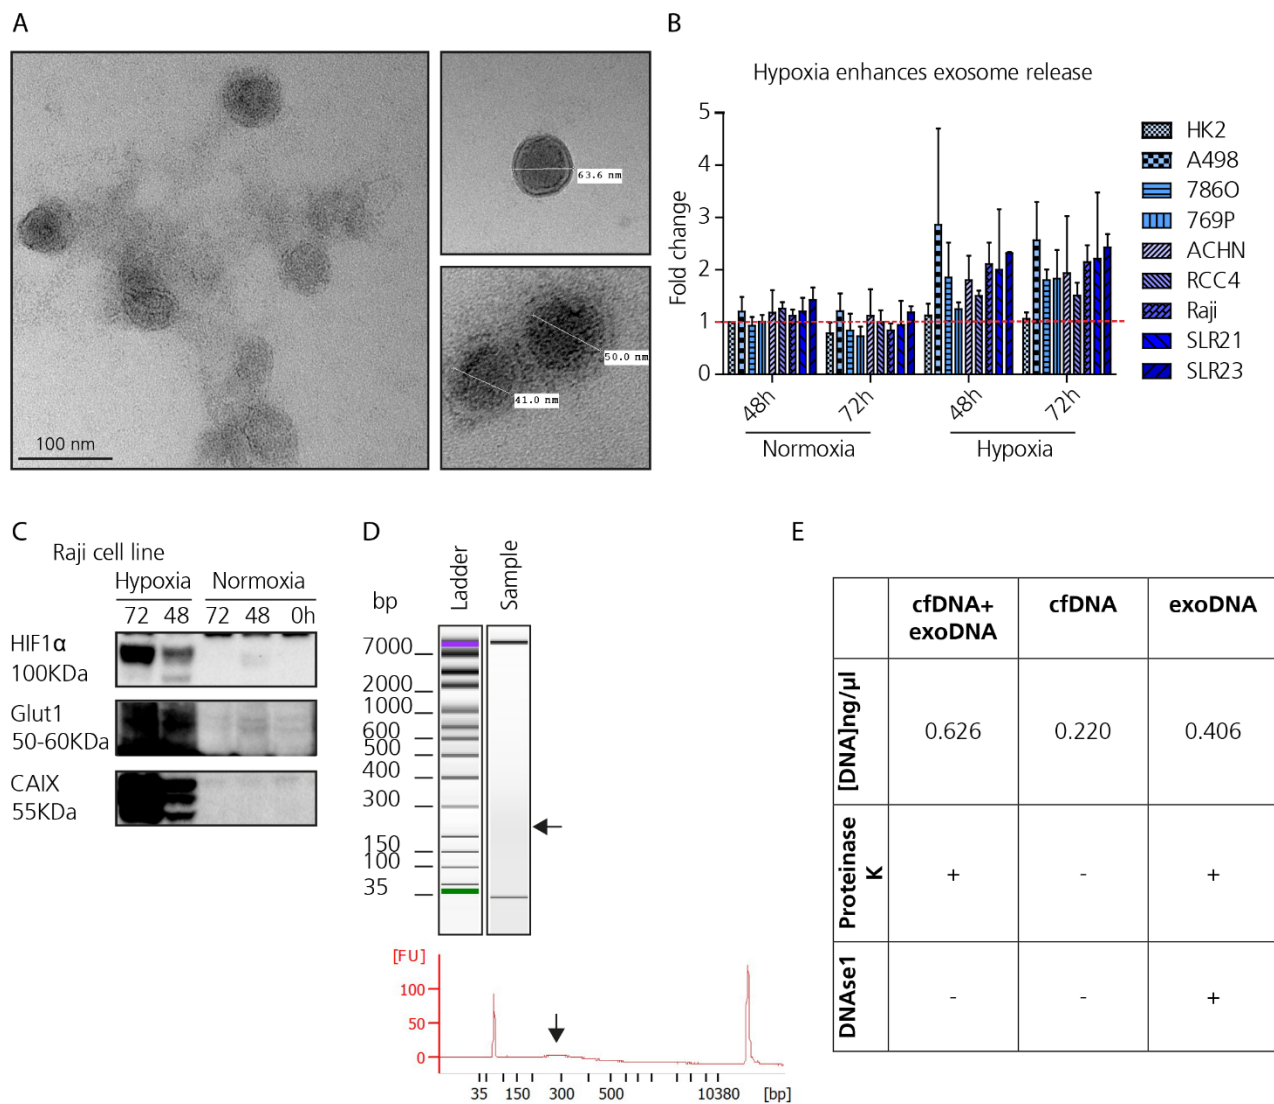 A
63.6 nm
50.0 nm
41.0 nm
100 nm
B
Hypoxia enhances exosome release
Fold change
5
4
3
2
1
0
48h
72h
48h
72h
Normoxia
Hypoxia
HK2
A498
786O
769P
ACHN
RCC4
Raji
SLR21
SLR23
C
Raji cell line
Hypoxia Normoxia
72 48 72 48 0h
HIF1α
100KDa
Glut1
50-60KDa
CAIX
55KDa
D
Ladder
Sample
bp
7000
2000
1000
600
500
400
300
150
100
35
[FU]
100
50
0
35 150 300 500 10380 [bp]
E
cfDNA+
exoDNA
cfDNA
exoDNA
[DNA]ng/µl
0.626 0.220 0.406
Proteinase
K
+ - +
DNAse1
- - +